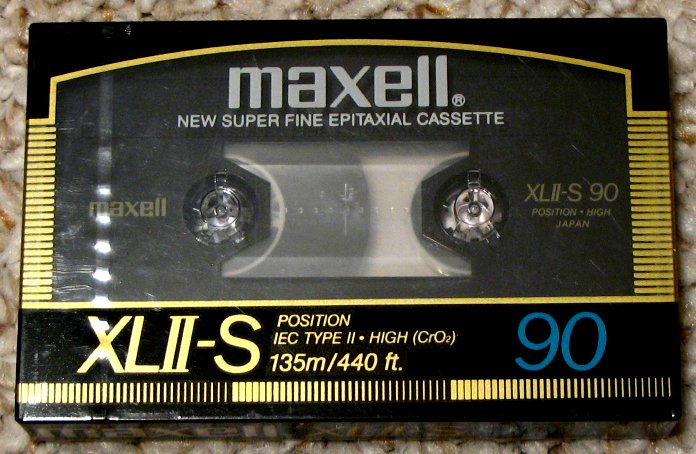 maxell®
NEW SUPER FINE EPITAXIAL CASSETTE
maxell
XLII-S 90
POSITION • HIGH
JAPAN
XLII-S
POSITION
IEC TYPE II • HIGH (CrO₂)
135m/440 ft.
90